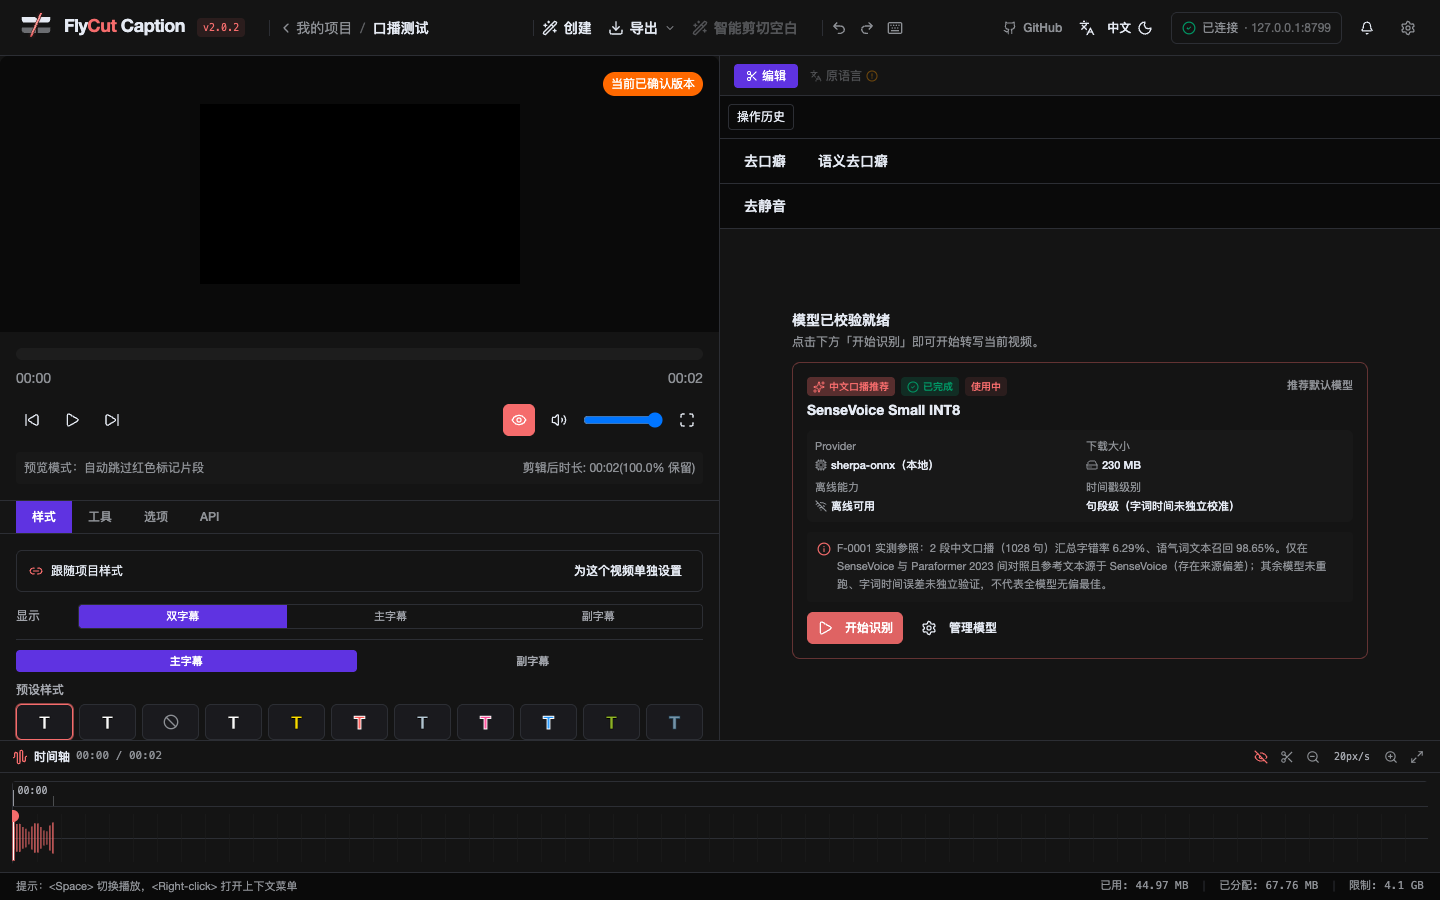 FlyCut Caption v2.0.2
我的项目 / 口播测试
创建 导出 智能剪切空白
GitHub 中文 已连接 · 127.0.0.1:8799
当前已确认版本
00:00 00:02
预览模式：自动跳过红色标记片段 剪辑后时长: 00:02(100.0% 保留)
样式 工具 选项 API
跟随项目样式 为这个视频单独设置
显示 双字幕 主字幕 副字幕
主字幕 副字幕
预设样式
T T T T T T T T T T
编辑 原语言
操作历史
去口癖 语义去口癖
去静音
模型已校验就绪
点击下方「开始识别」即可开始转写当前视频。
中文口播推荐 已完成 使用中 推荐默认模型
SenseVoice Small INT8
Provider 下载大小
sherpa-onnx（本地） 230 MB
离线能力 时间戳级别
离线可用 句段级（字词时间未独立校准）
F-0001 实测参照：2 段中文口播（1028 句）汇总字错率 6.29%、语气词文本召回 98.65%。仅在
SenseVoice 与 Paraformer 2023 间对照且参考文本源于 SenseVoice（存在来源偏差）；其余模型未重
跑、字词时间误差未独立验证，不代表全模型无偏最佳。
开始识别 管理模型
时间轴 00:00 / 00:02 20px/s
00:00
提示：<Space> 切换播放，<Right-click> 打开上下文菜单 已用: 44.97 MB 已分配: 67.76 MB 限制: 4.1 GB